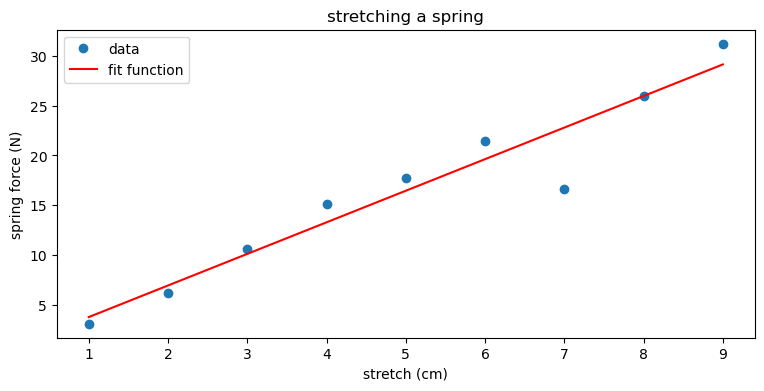 stretching a spring
data
fit function
30
25
20
15
10
5
spring force (N)
1 2 3 4 5 6 7 8 9
stretch (cm)